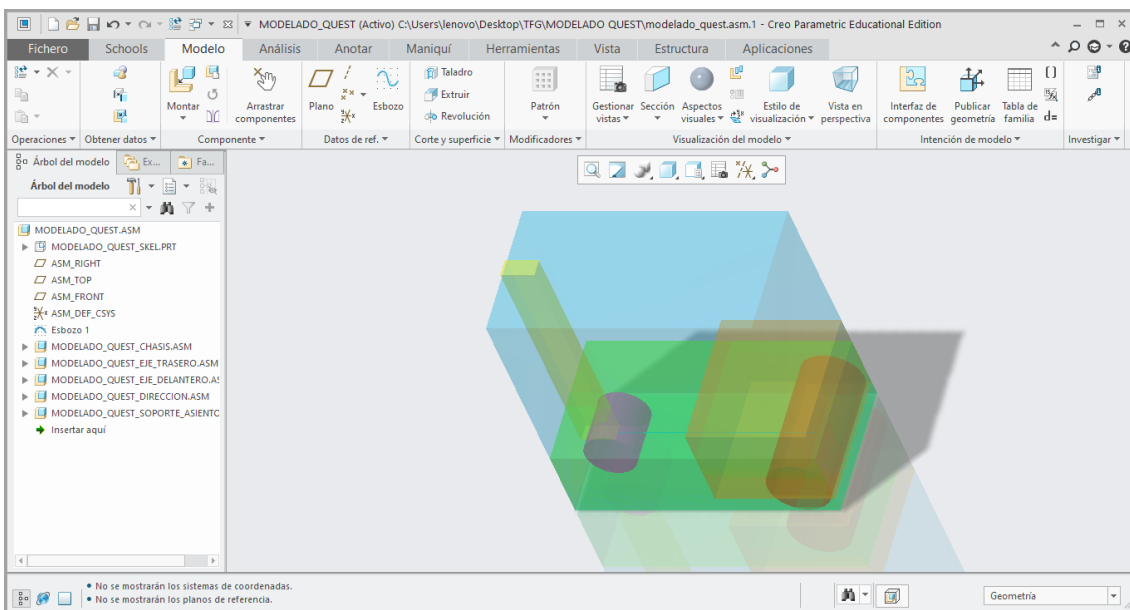 MODELADO_QUEST (Activo) C:\Users\lenovo\Desktop\TFG\MODELADO QUEST\modelado_quest.asm.1 - Creo Parametric Educational Edition
Fichero Schools Modelo Análisis Anotar Maniquí Herramientas Vista Estructura Aplicaciones
Montar
Arrastrar componentes
Plano
Esbozo
Taladro
Extruir
Revolución
Patrón
Gestionar vistas
Sección
Aspectos visuales
Estilo de visualización
Vista en perspectiva
Interfaz de componentes
Publicar geometría
Tabla de familia
d=
Operaciones Obtener datos Componente Datos de ref. Corte y superficie Modificadores Visualización del modelo Intención de modelo Investigar
Árbol del modelo Ex... Fa...
Árbol del modelo
MODELADO_QUEST.ASM
MODELADO_QUEST_SKEL.PRT
ASM_RIGHT
ASM_TOP
ASM_FRONT
ASM_DEF_CSYS
Esbozo 1
MODELADO_QUEST_CHASIS.ASM
MODELADO_QUEST_EJE_TRASERO.ASM
MODELADO_QUEST_EJE_DELANTERO.A
MODELADO_QUEST_DIRECCION.ASM
MODELADO_QUEST_SOPORTE_ASIENTO
Insertar aquí
• No se mostrarán los sistemas de coordenadas.
• No se mostrarán los planos de referencia.
Geometría